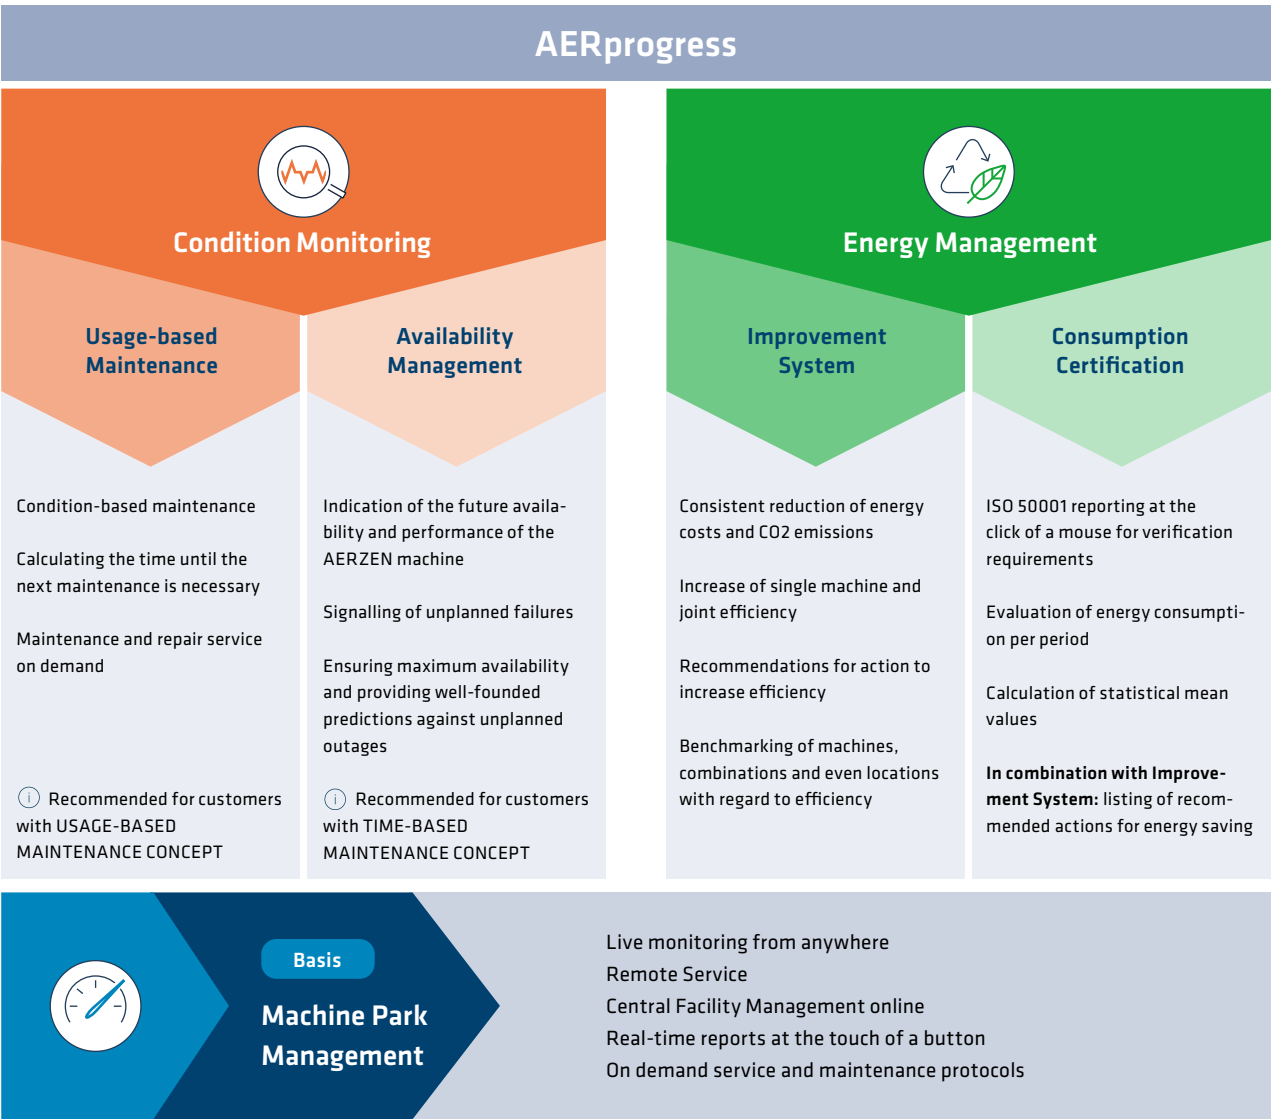 AERprogress
Condition Monitoring
Usage-based
Maintenance
Condition-based maintenance
Calculating the time until the
next maintenance is necessary
Maintenance and repair service
on demand
i Recommended for customers
with USAGE-BASED
MAINTENANCE CONCEPT
Availability
Management
Indication of the future availa-
bility and performance of the
AERZEN machine
Signalling of unplanned failures
Ensuring maximum availability
and providing well-founded
predictions against unplanned
outages
i Recommended for customers
with TIME-BASED
MAINTENANCE CONCEPT
Energy Management
Improvement
System
Consistent reduction of energy
costs and CO2 emissions
Increase of single machine and
joint efficiency
Recommendations for action to
increase efficiency
Benchmarking of machines,
combinations and even locations
with regard to efficiency
Consumption
Certification
ISO 50001 reporting at the
click of a mouse for verification
requirements
Evaluation of energy consumpti-
on per period
Calculation of statistical mean
values
In combination with Improve-
ment System: listing of recom-
mended actions for energy saving
Basis
Machine Park
Management
Live monitoring from anywhere
Remote Service
Central Facility Management online
Real-time reports at the touch of a button
On demand service and maintenance protocols